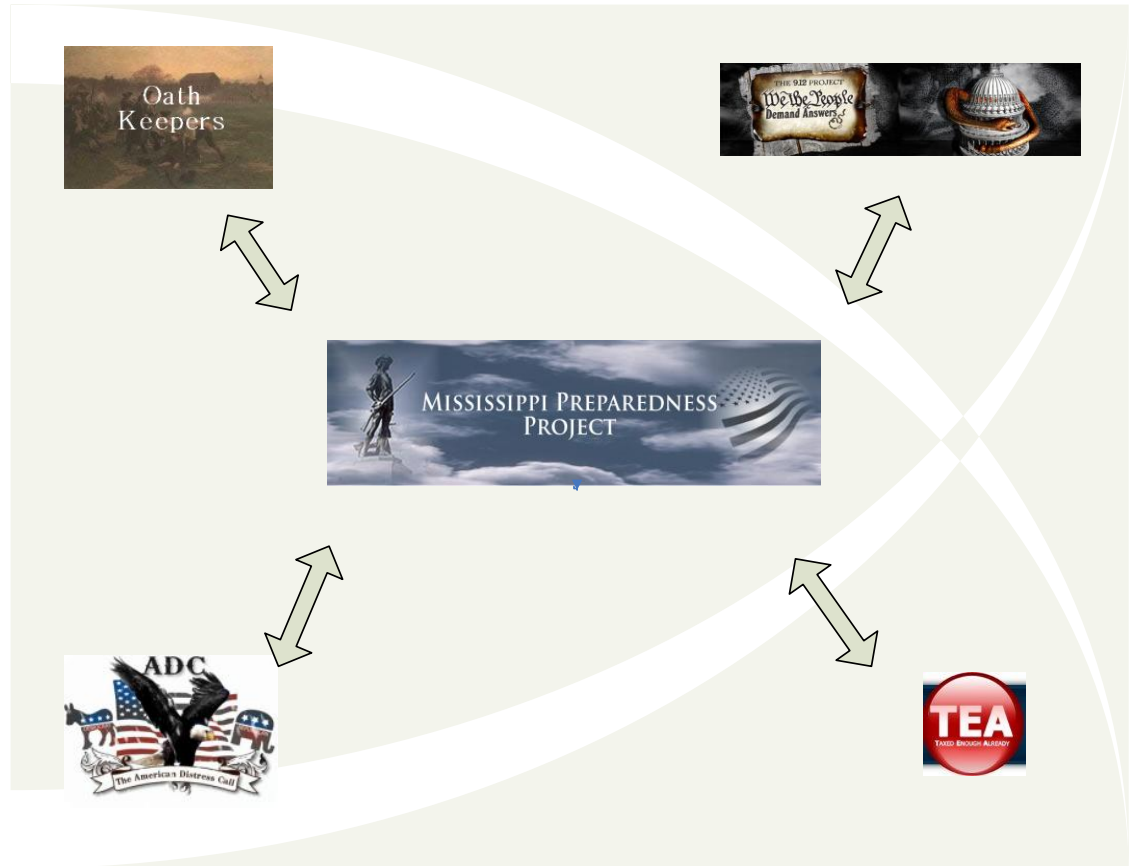 Oath
Keepers
THE 9.12 PROJECT
We the People
Demand Answers
MISSISSIPPI PREPAREDNESS
PROJECT
ADC
The American Distress Call
TEA
TAXED ENOUGH ALREADY